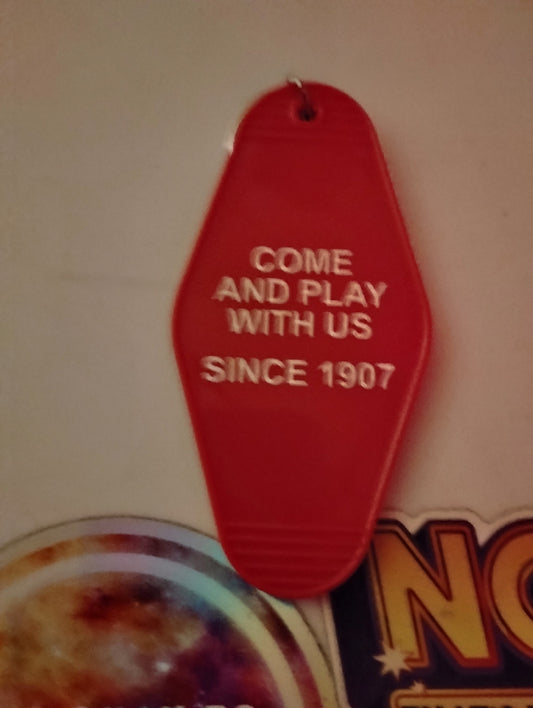 COME
AND PLAY
WITH US
SINCE 1907